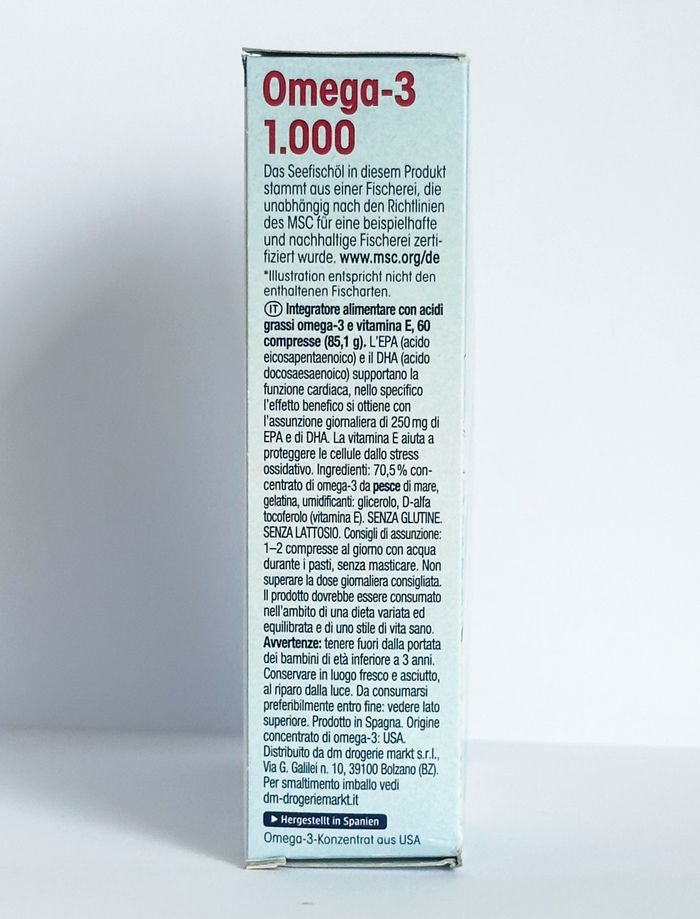 Omega-3
1.000
Das Seefischöl in diesem Produkt
stammt aus einer Fischerei, die
unabhängig nach den Richtlinien
des MSC für eine beispielhafte
und nachhaltige Fischerei zerti-
fiziert wurde. www.msc.org/de
*Illustration entspricht nicht den
enthaltenen Fischarten.
IT Integratore alimentare con acidi
grassi omega-3 e vitamina E, 60
compresse (85,1 g). L'EPA (acido
eicosapentaenoico) e il DHA (acido
docosaesaenoico) supportano la
funzione cardiaca, nello specifico
l'effetto benefico si ottiene con
l'assunzione giornaliera di 250 mg di
EPA e di DHA. La vitamina E aiuta a
proteggere le cellule dallo stress
ossidativo. Ingredienti: 70,5 % con-
centrato di omega-3 da pesce di mare,
gelatina, umidificanti: glicerolo, D-alfa
tocoferolo (vitamina E). SENZA GLUTINE.
SENZA LATTOSIO. Consigli di assunzione:
1–2 compresse al giorno con acqua
durante i pasti, senza masticare. Non
superare la dose giornaliera consigliata.
Il prodotto dovrebbe essere consumato
nell'ambito di una dieta variata ed
equilibrata e di uno stile di vita sano.
Avvertenze: tenere fuori dalla portata
dei bambini di età inferiore a 3 anni.
Conservare in luogo fresco e asciutto,
al riparo dalla luce. Da consumarsi
preferibilmente entro fine: vedere lato
superiore. Prodotto in Spagna. Origine
concentrato di omega-3: USA.
Distribuito da dm drogerie markt s.r.l.,
Via G. Galilei n. 10, 39100 Bolzano (BZ).
Per smaltimento imballo vedi
dm-drogeriemarkt.it
▶ Hergestellt in Spanien
Omega-3-Konzentrat aus USA